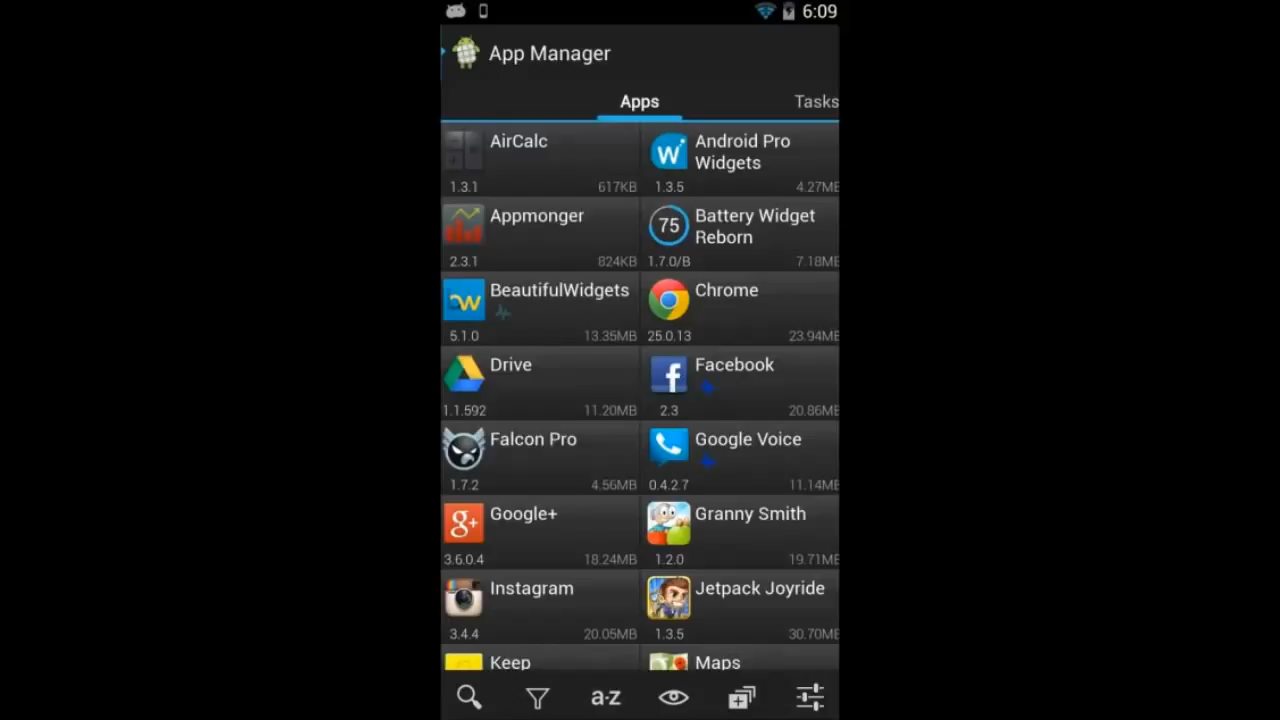 6:09
App Manager
Apps
Tasks
AirCalc
1.3.1
617KB
Android Pro
Widgets
1.3.5
4.27MB
Appmonger
2.3.1
824KB
75
Battery Widget
Reborn
1.7.0/B
7.18MB
BeautifulWidgets
5.1.0
13.35MB
Chrome
25.0.13
23.94MB
Drive
1.1.592
11.20MB
Facebook
2.3
20.86MB
Falcon Pro
1.7.2
4.56MB
Google Voice
0.4.2.7
11.14MB
g+
Google+
3.6.0.4
18.24MB
Granny Smith
1.2.0
19.71MB
Instagram
3.4.4
20.05MB
Jetpack Joyride
1.3.5
30.70MB
Keep
Maps
a-z